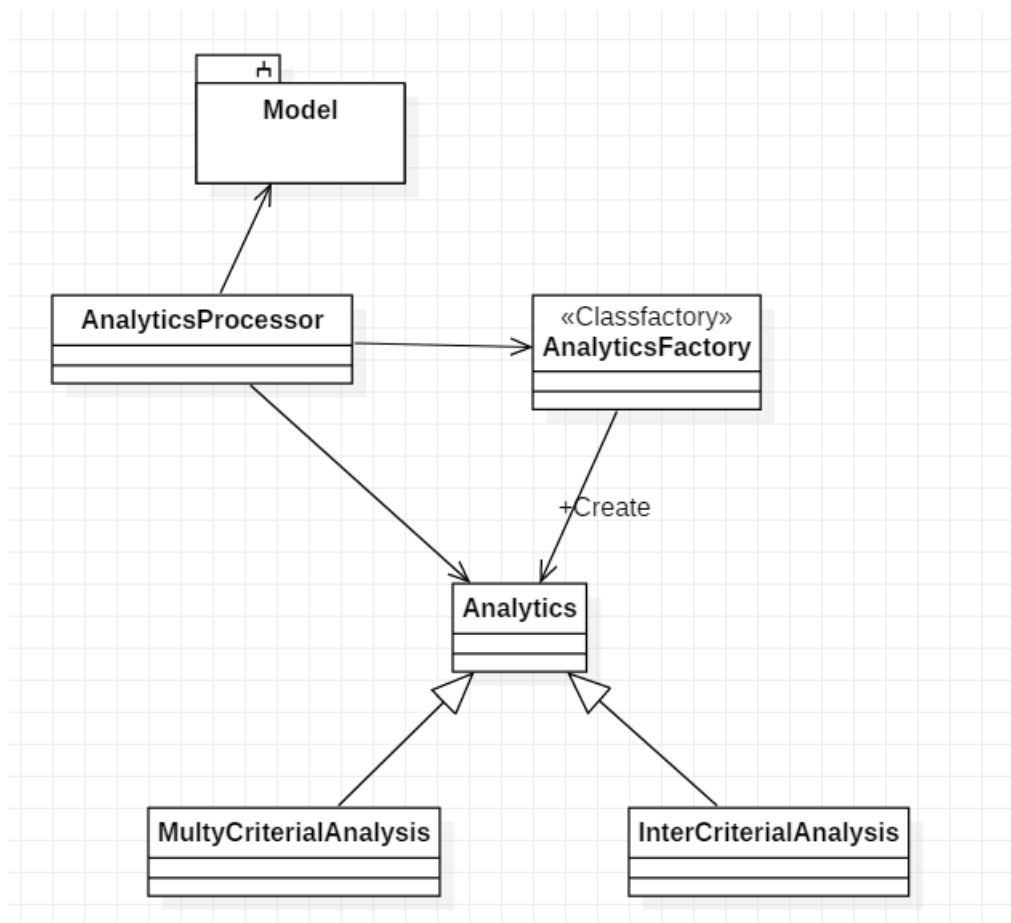 Model
AnalyticsProcessor
«Classfactory»
AnalyticsFactory
+Create
Analytics
MultyCriterialAnalysis
InterCriterialAnalysis